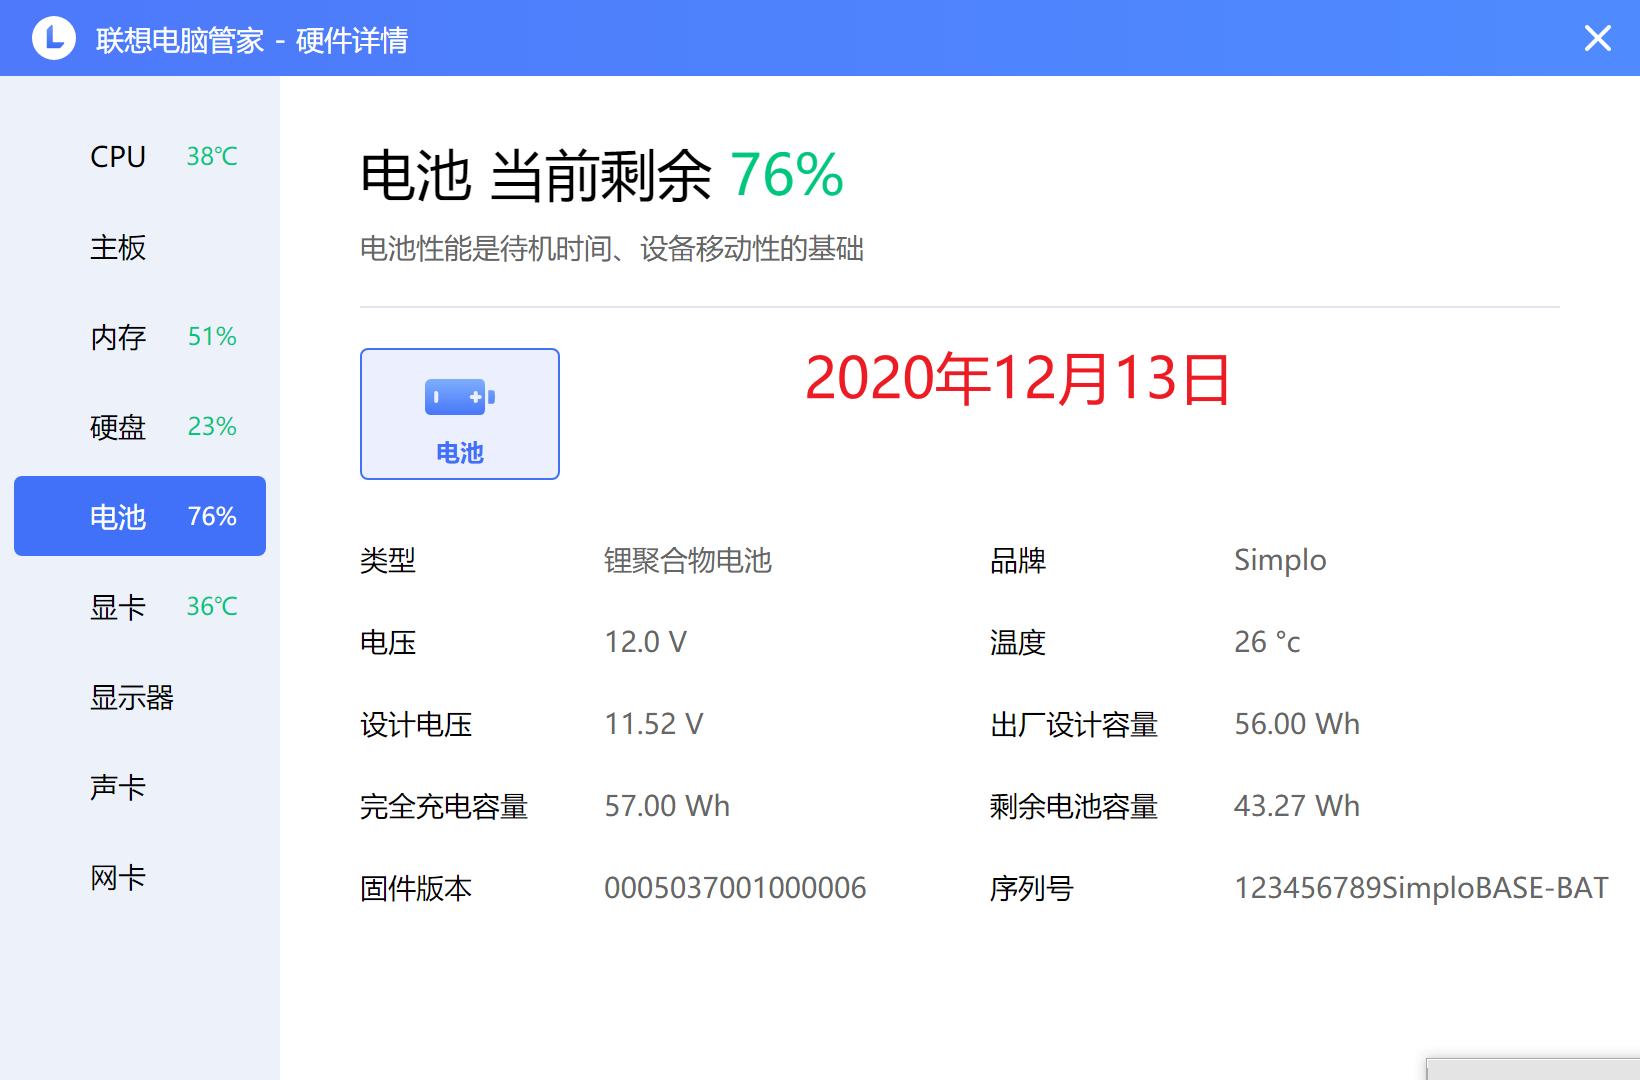 联想电脑管家 - 硬件详情
CPU 38℃
主板
内存 51%
硬盘 23%
电池 76%
显卡 36℃
显示器
声卡
网卡
电池 当前剩余 76%
电池性能是待机时间、设备移动性的基础
2020年12月13日
电池
类型 锂聚合物电池 品牌 Simplo
电压 12.0 V 温度 26 °c
设计电压 11.52 V 出厂设计容量 56.00 Wh
完全充电容量 57.00 Wh 剩余电池容量 43.27 Wh
固件版本 0005037001000006 序列号 123456789SimploBASE-BAT